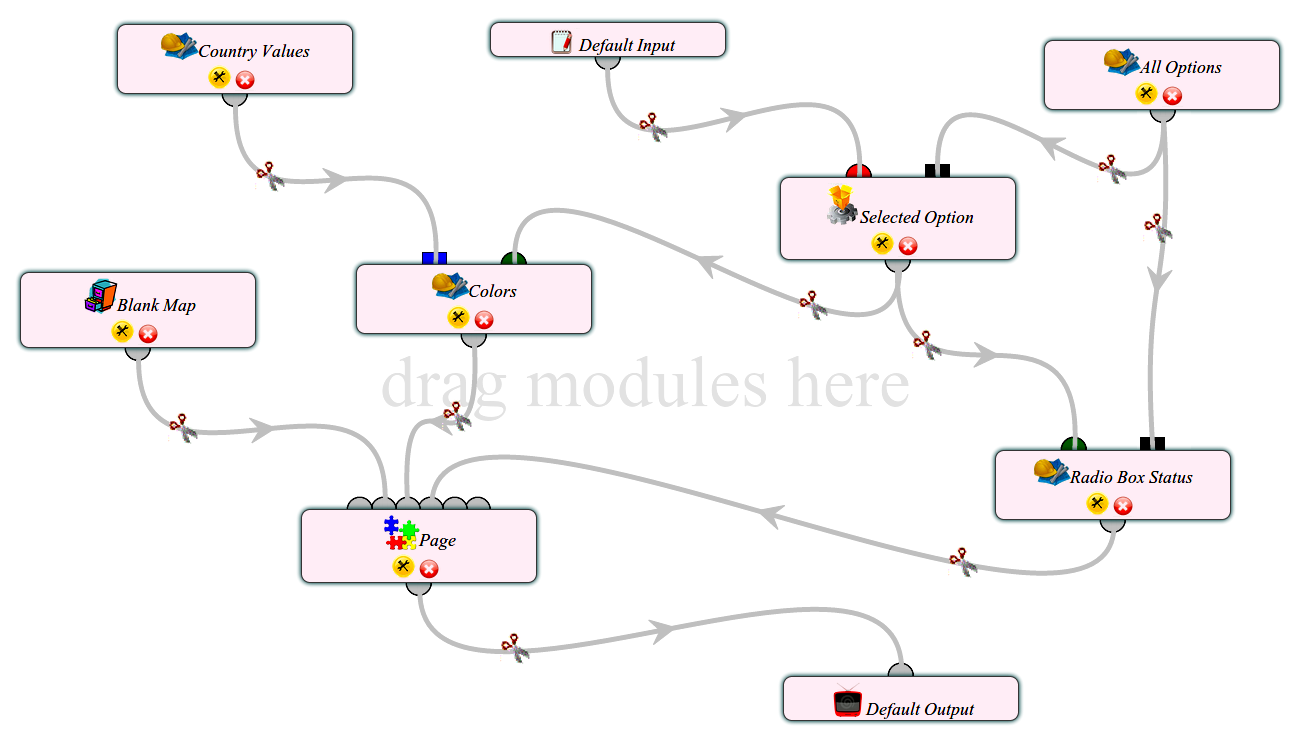 Country Values
Default Input
All Options
Selected Option
Blank Map
Colors
drag modules here
Radio Box Status
Page
Default Output